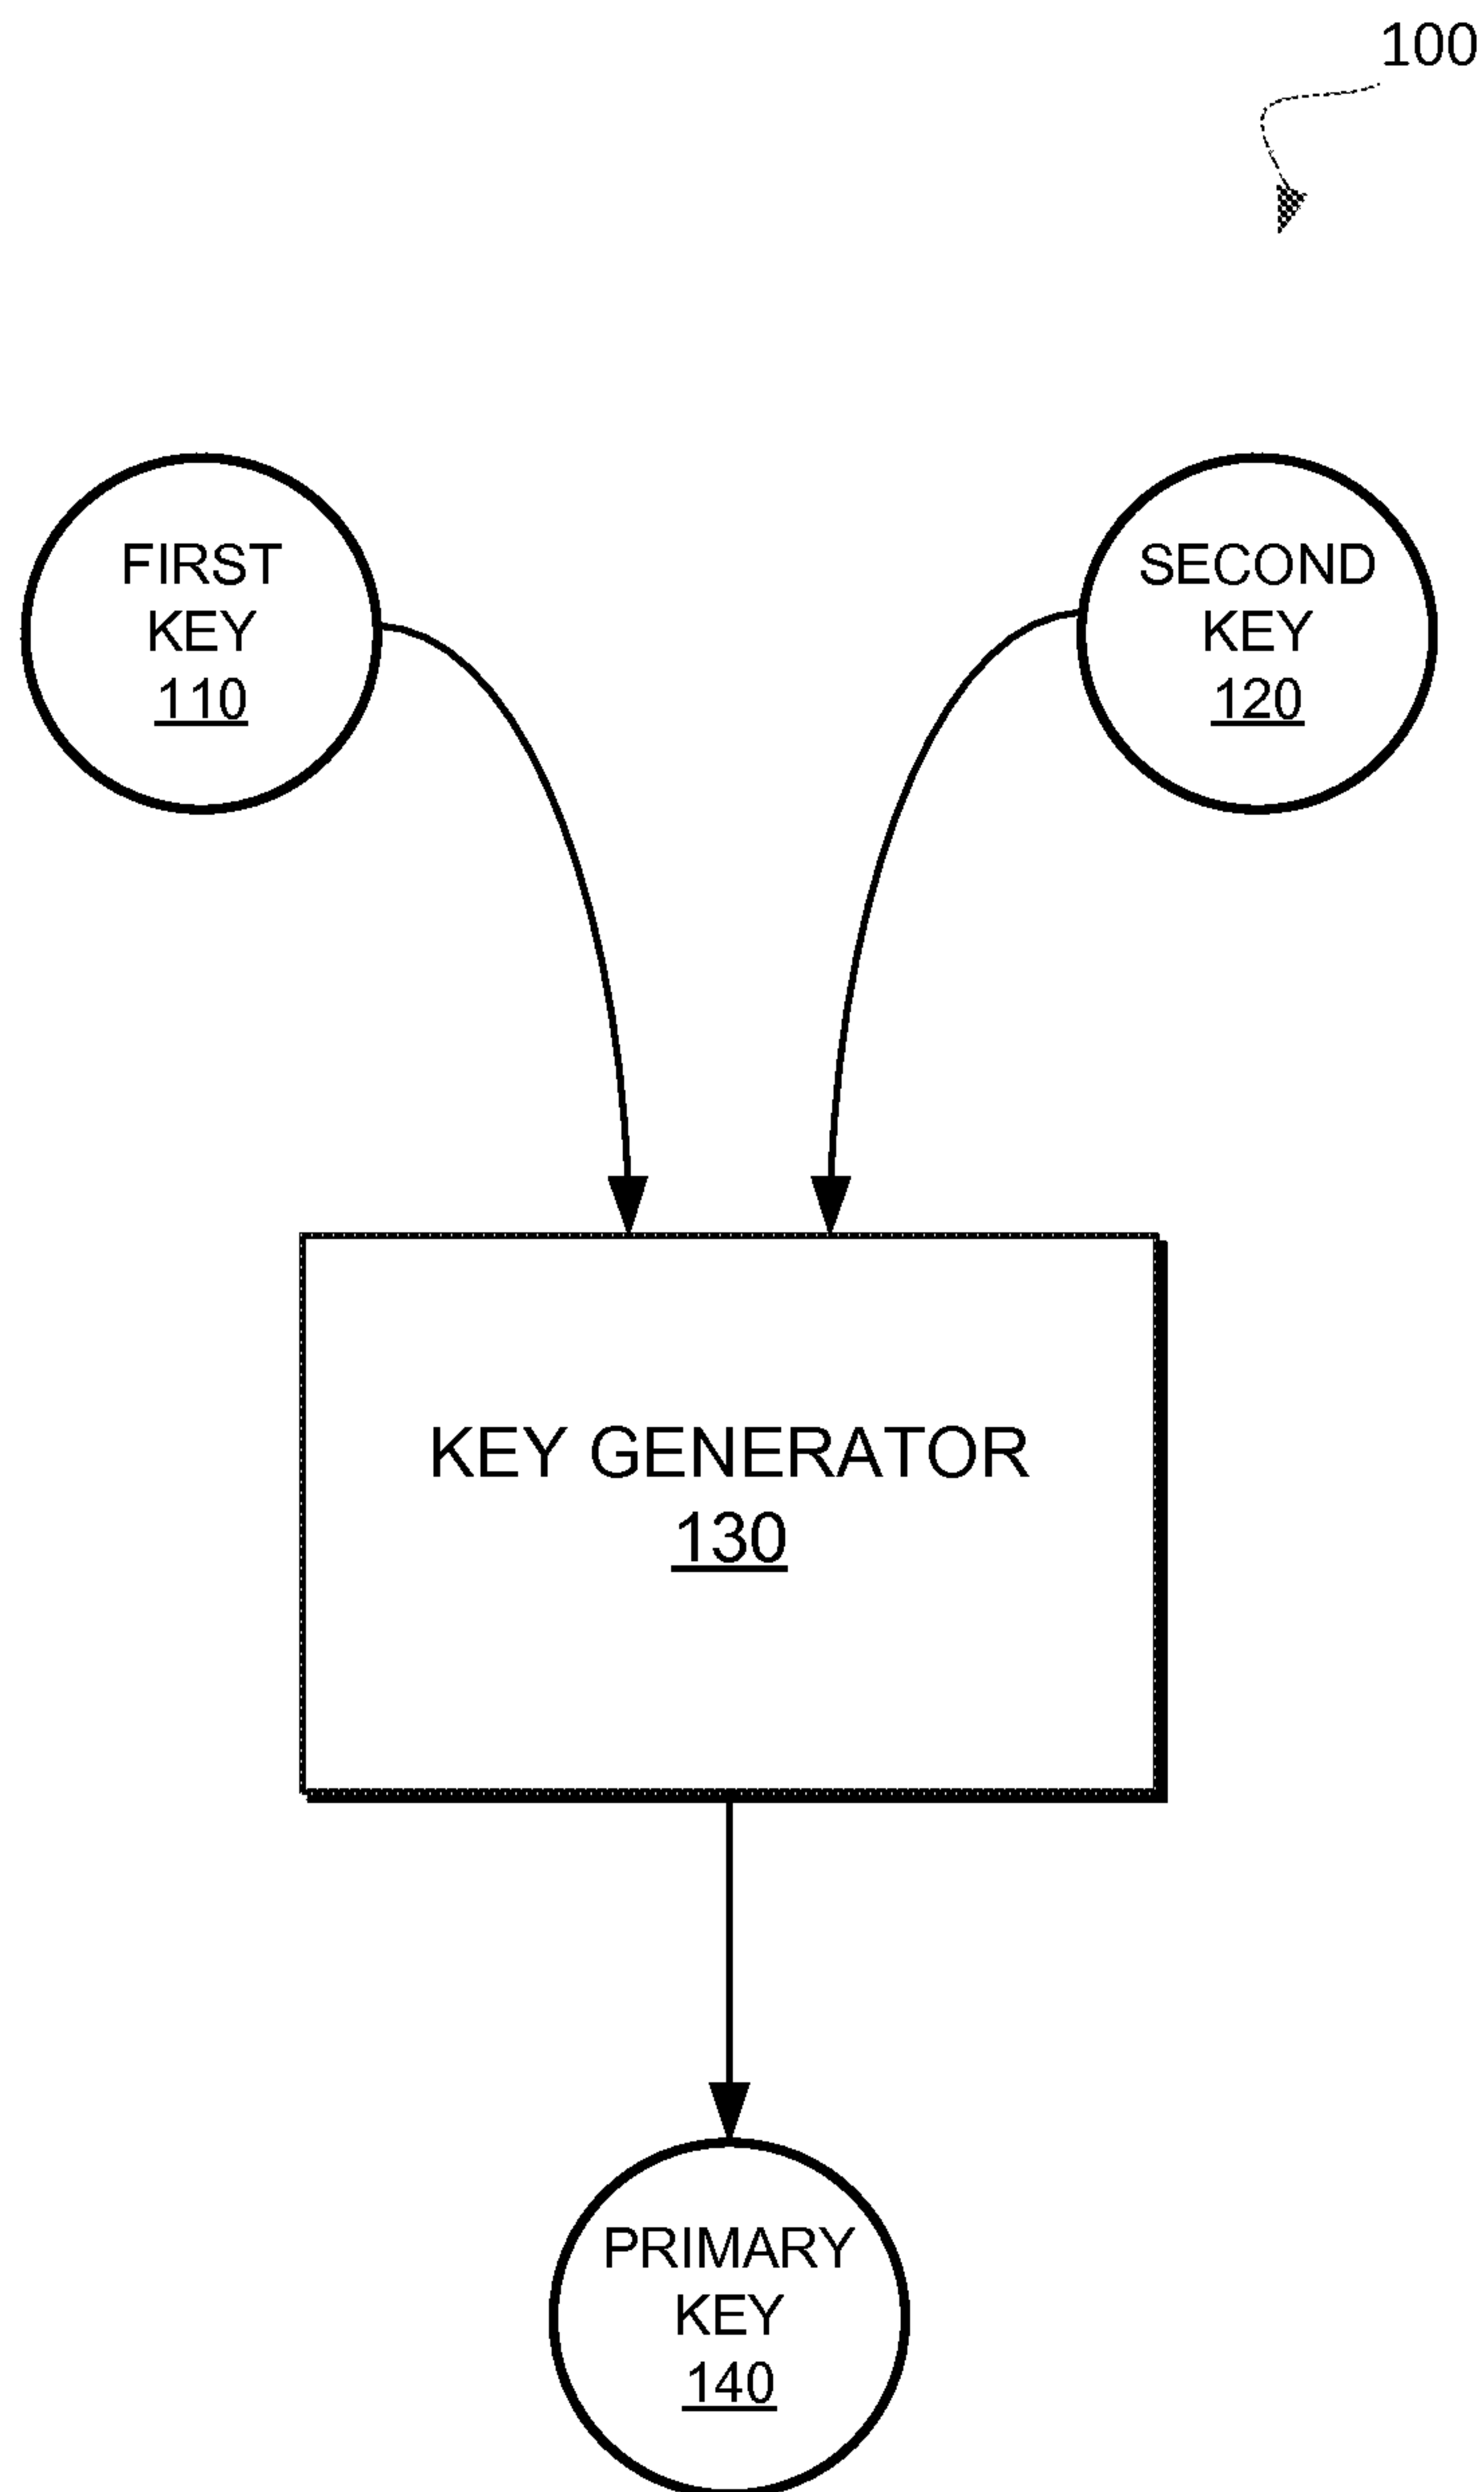 100
FIRST
KEY
110
SECOND
KEY
120
KEY GENERATOR
130
PRIMARY
KEY
140